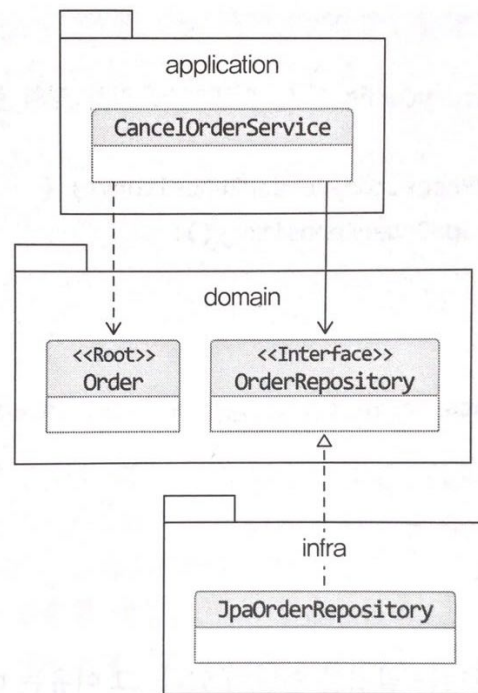 application
CancelOrderService
domain
<<Root>>
Order
<<Interface>>
OrderRepository
infra
JpaOrderRepository